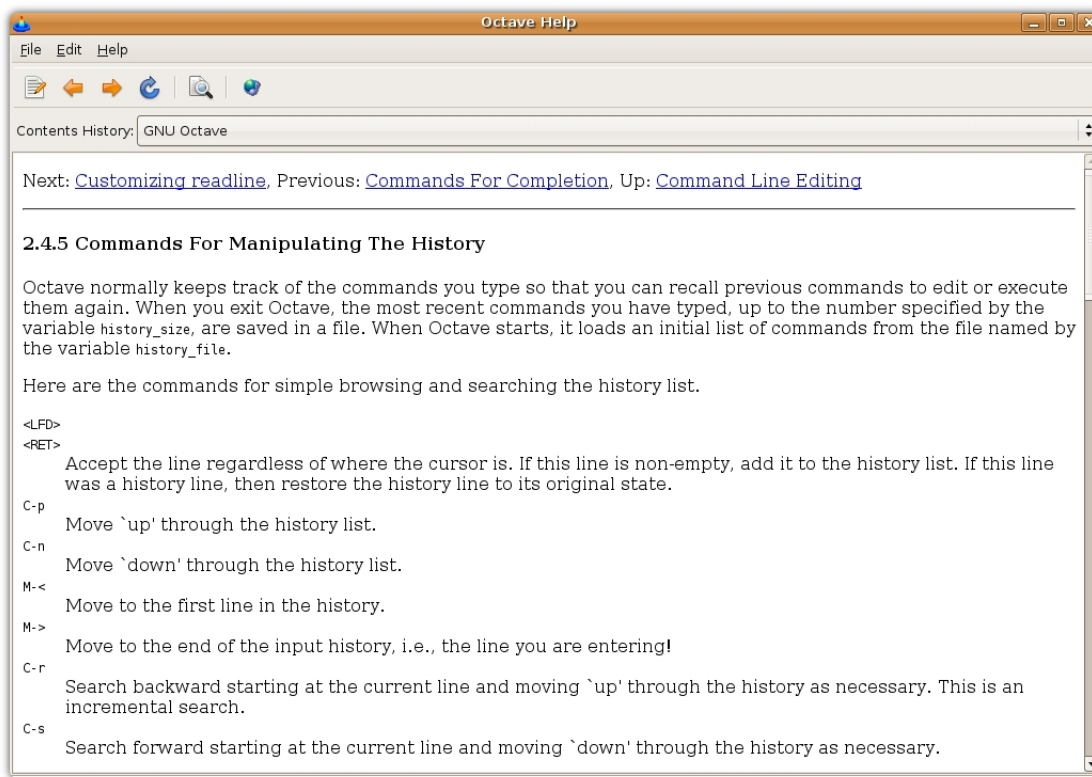 Octave Help
File Edit Help
Contents History: GNU Octave
Next: Customizing readline, Previous: Commands For Completion, Up: Command Line Editing
2.4.5 Commands For Manipulating The History
Octave normally keeps track of the commands you type so that you can recall previous commands to edit or execute
them again. When you exit Octave, the most recent commands you have typed, up to the number specified by the
variable history_size, are saved in a file. When Octave starts, it loads an initial list of commands from the file named by
the variable history_file.
Here are the commands for simple browsing and searching the history list.
<LFD>
<RET>
Accept the line regardless of where the cursor is. If this line is non-empty, add it to the history list. If this line
was a history line, then restore the history line to its original state.
C-p
Move `up' through the history list.
C-n
Move `down' through the history list.
M-<
Move to the first line in the history.
M->
Move to the end of the input history, i.e., the line you are entering!
C-r
Search backward starting at the current line and moving `up' through the history as necessary. This is an
incremental search.
C-s
Search forward starting at the current line and moving `down' through the history as necessary.